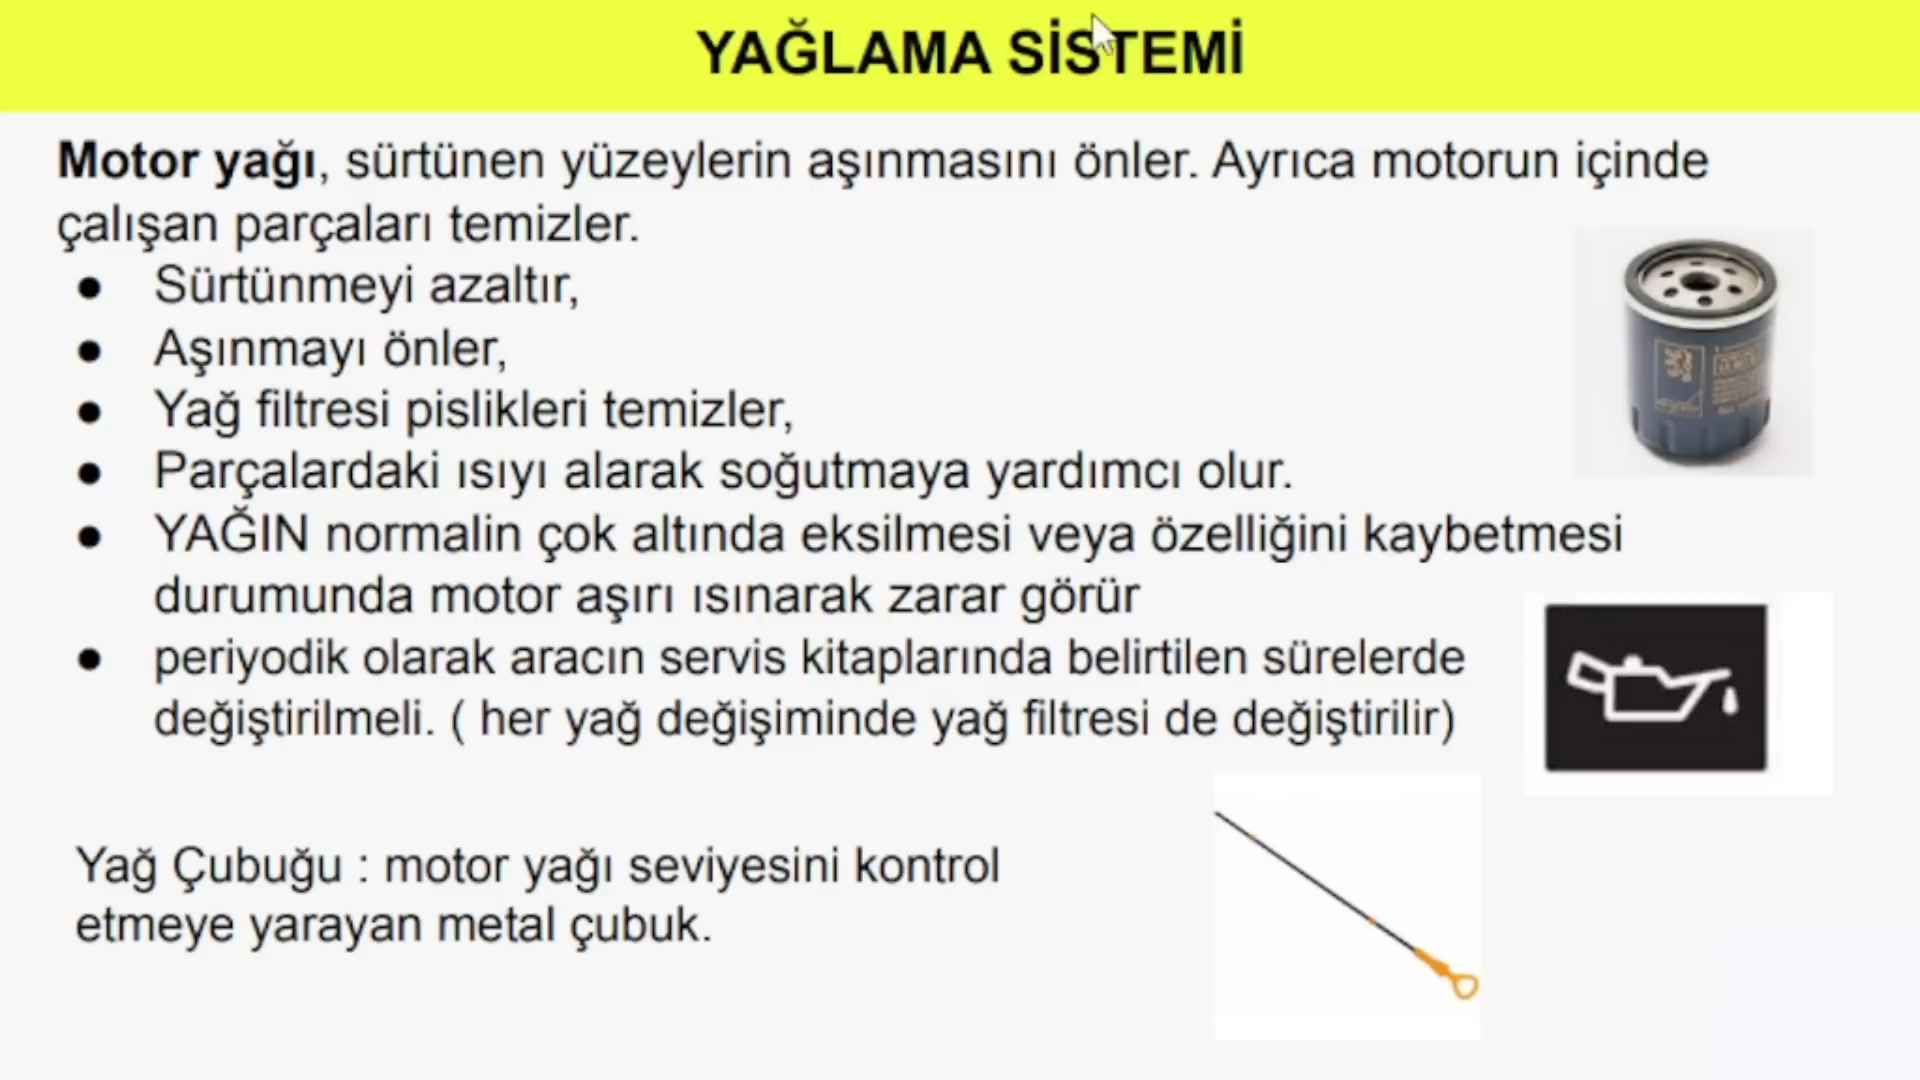 YAĞLAMA SİSTEMİ
Motor yağı, sürtünen yüzeylerin aşınmasını önler. Ayrıca motorun içinde
çalışan parçaları temizler.
● Sürtünmeyi azaltır,
● Aşınmayı önler,
● Yağ filtresi pislikleri temizler,
● Parçalardaki ısıyı alarak soğutmaya yardımcı olur.
● YAĞIN normalin çok altında eksilmesi veya özelliğini kaybetmesi
durumunda motor aşırı ısınarak zarar görür
● periyodik olarak aracın servis kitaplarında belirtilen sürelerde
değiştirilmeli. ( her yağ değişiminde yağ filtresi de değiştirilir)
Yağ Çubuğu : motor yağı seviyesini kontrol
etmeye yarayan metal çubuk.